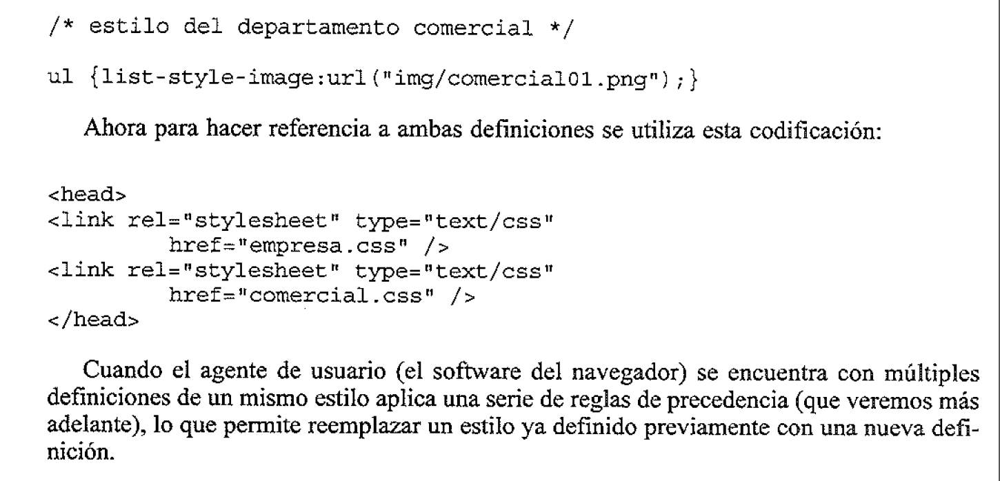 /* estilo del departamento comercial */
ul {list-style-image:url("img/comercial01.png");}
Ahora para hacer referencia a ambas definiciones se utiliza esta codificación:
<head>
<link rel="stylesheet" type="text/css"
href="empresa.css" />
<link rel="stylesheet" type="text/css"
href="comercial.css" />
</head>
Cuando el agente de usuario (el software del navegador) se encuentra con múltiples
definiciones de un mismo estilo aplica una serie de reglas de precedencia (que veremos más
adelante), lo que permite reemplazar un estilo ya definido previamente con una nueva defi-
nición.